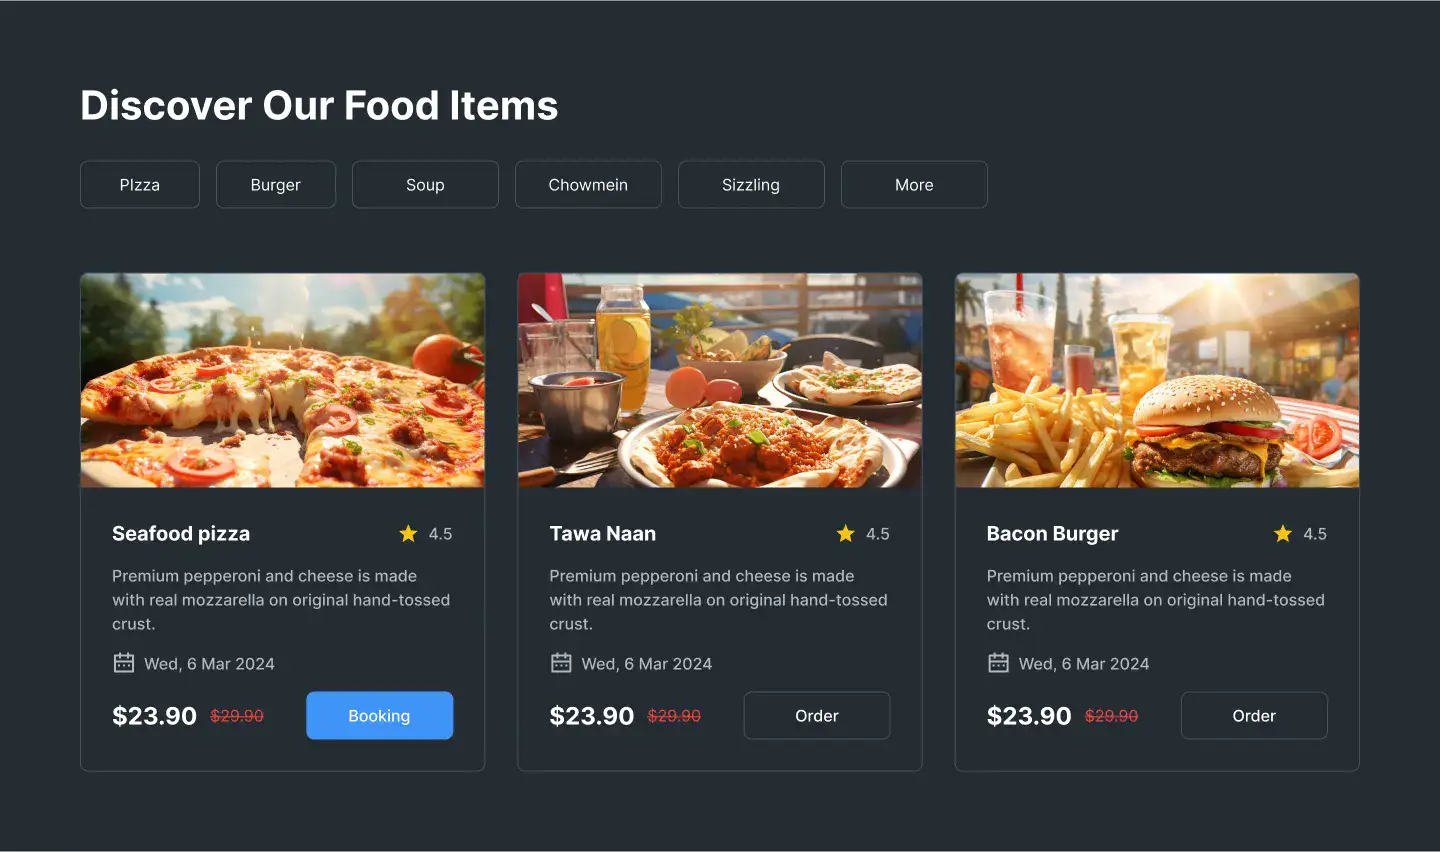 Discover Our Food Items
PIzza
Burger
Soup
Chowmein
Sizzling
More
Seafood pizza
4.5
Premium pepperoni and cheese is made
with real mozzarella on original hand-tossed
crust.
Wed, 6 Mar 2024
$23.90 $29.90
Booking
Tawa Naan
4.5
Premium pepperoni and cheese is made
with real mozzarella on original hand-tossed
crust.
Wed, 6 Mar 2024
$23.90 $29.90
Order
Bacon Burger
4.5
Premium pepperoni and cheese is made
with real mozzarella on original hand-tossed
crust.
Wed, 6 Mar 2024
$23.90 $29.90
Order